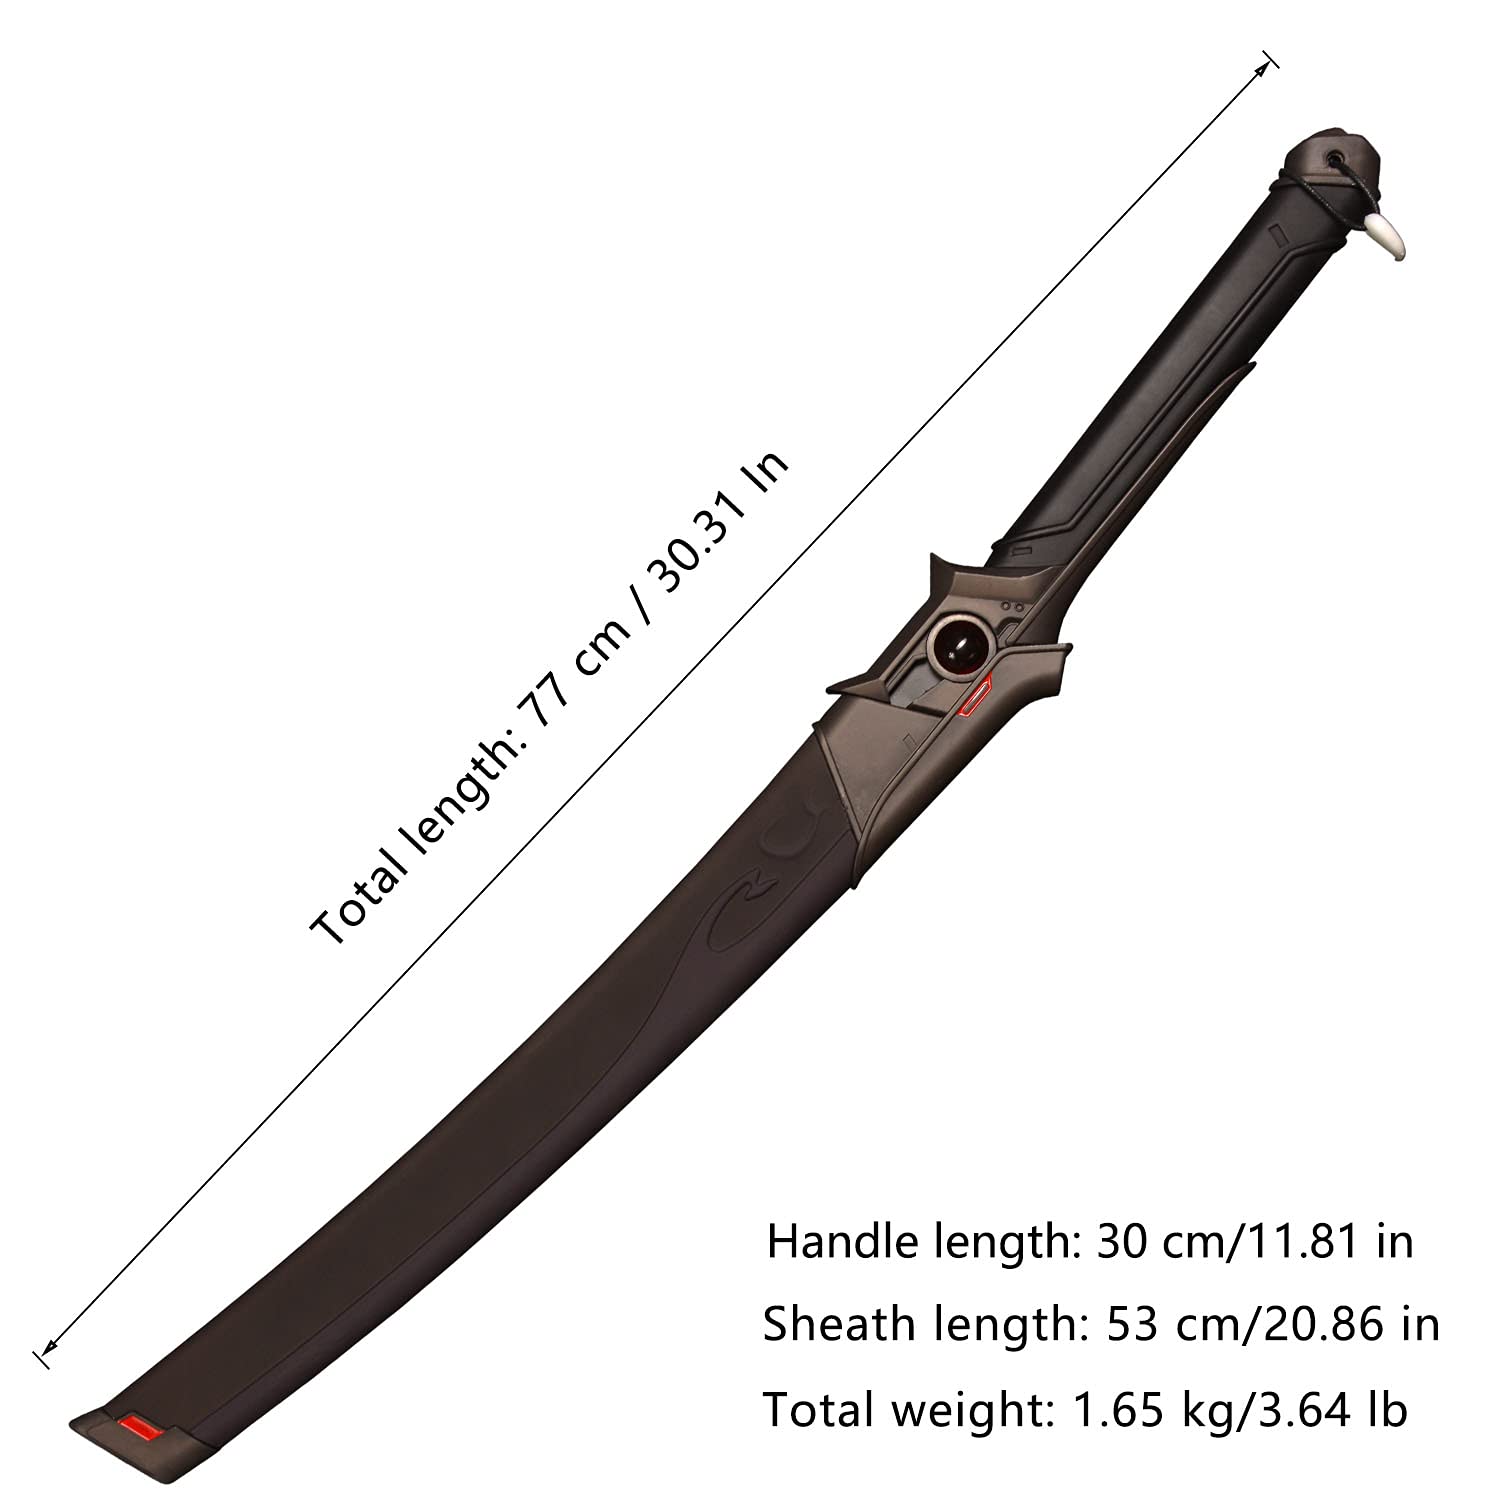 Total length: 77 cm / 30.31 In
Handle length: 30 cm/11.81 in
Sheath length: 53 cm/20.86 in
Total weight: 1.65 kg/3.64 lb